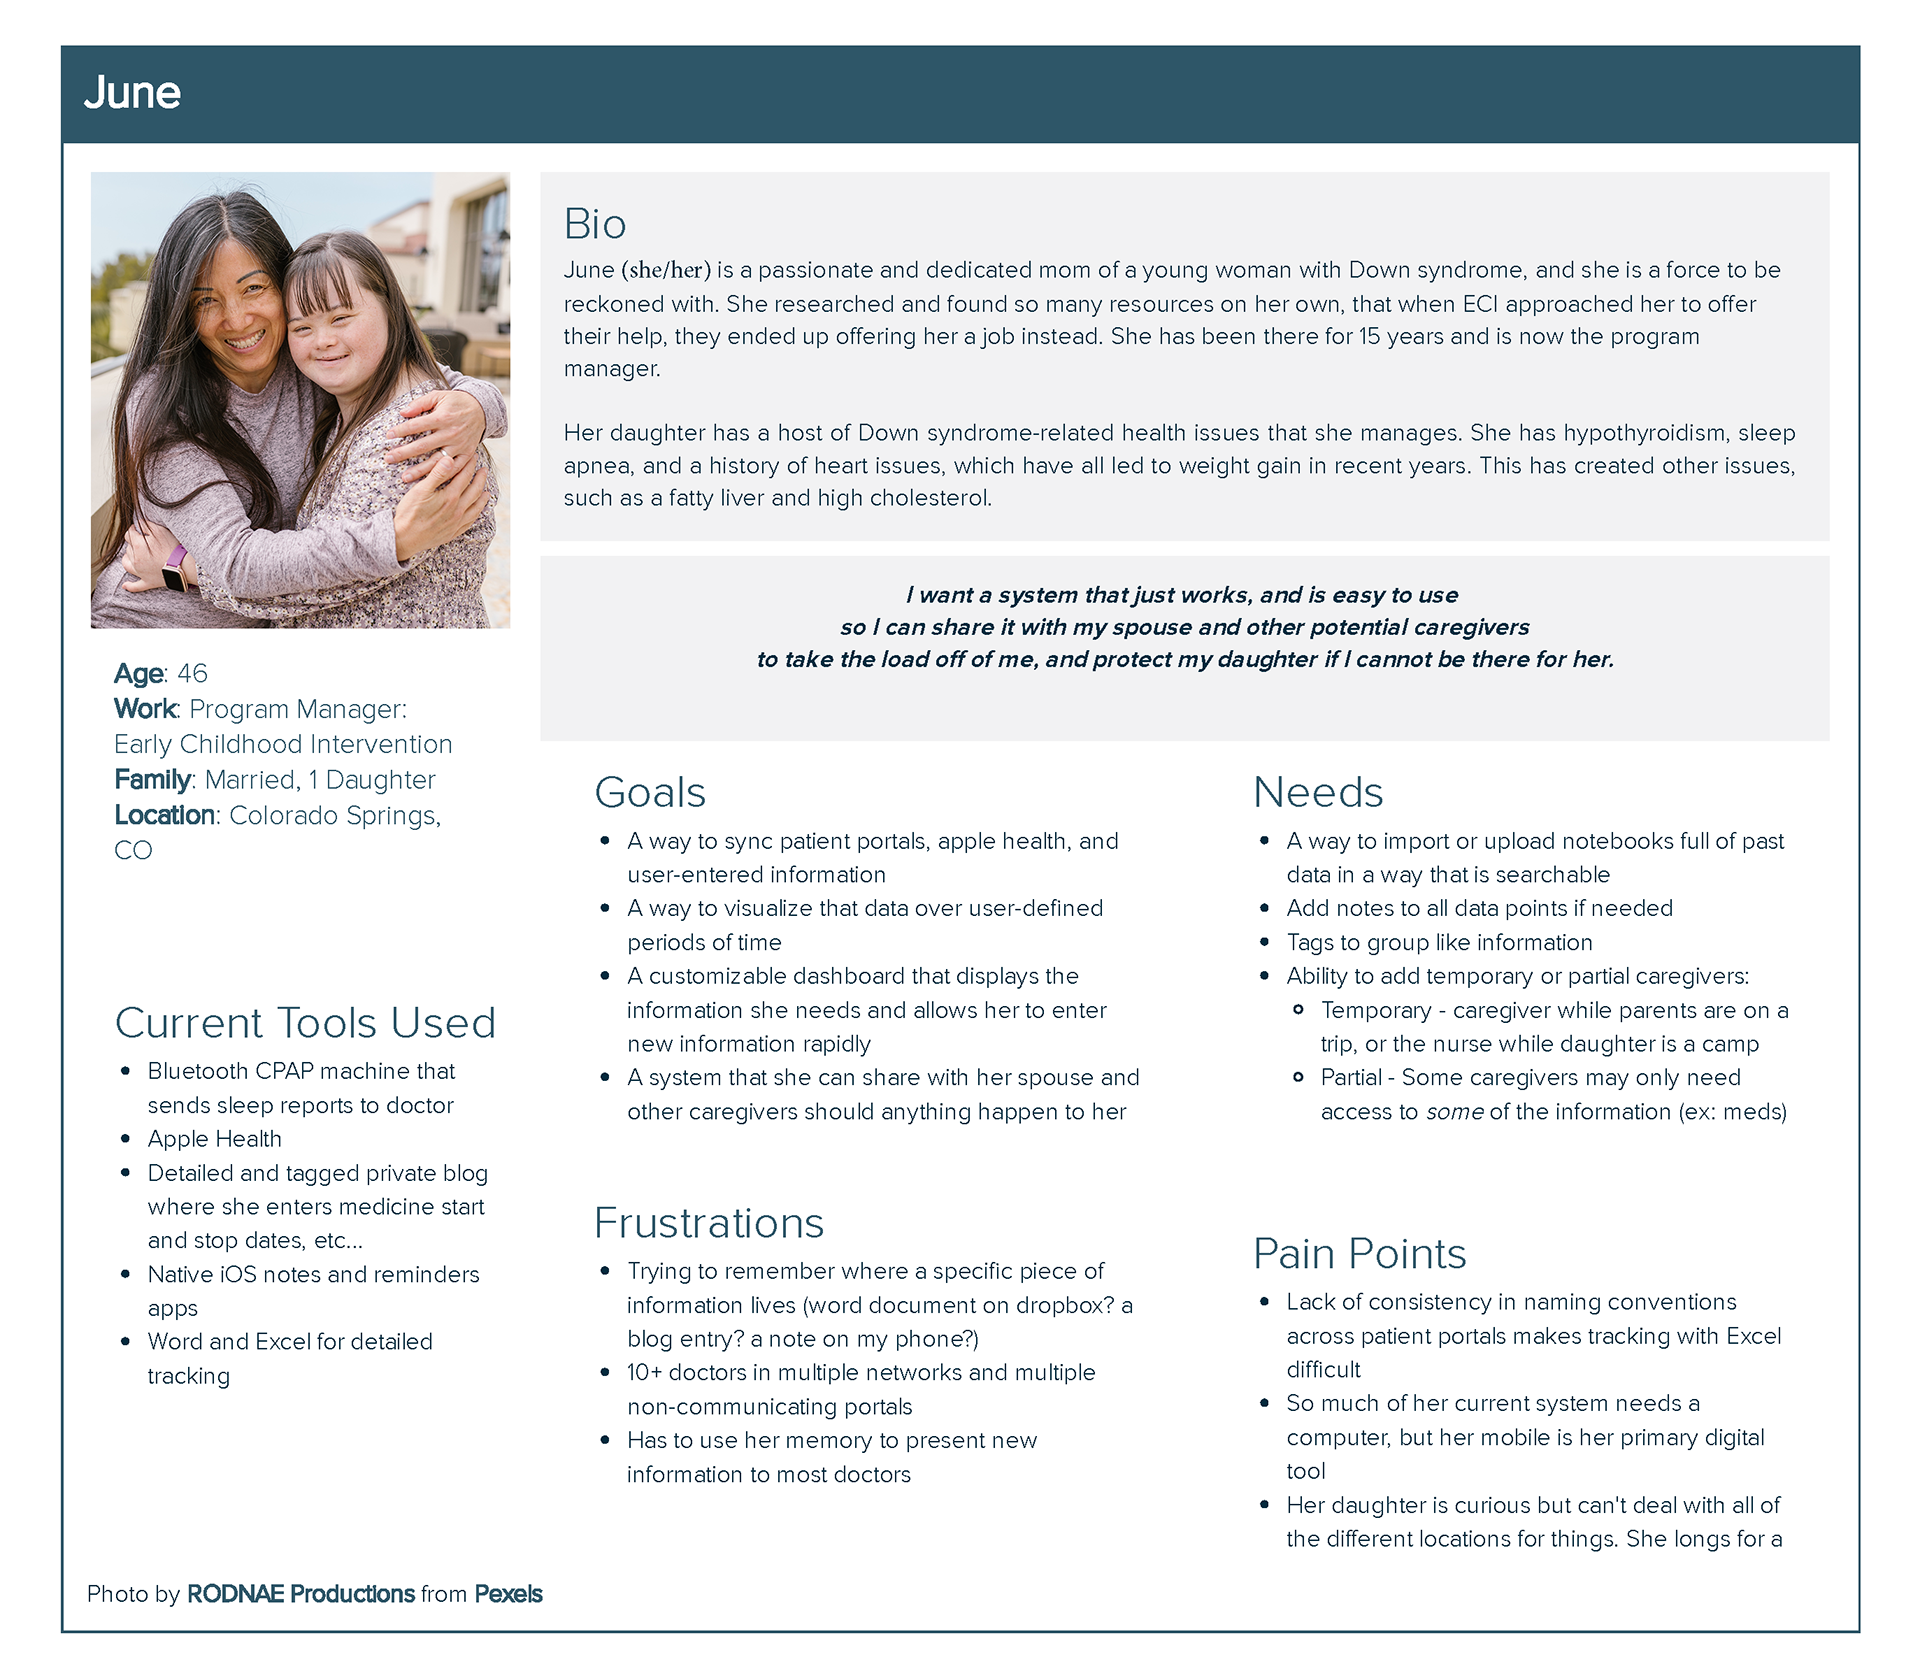 June
Bio
June (she/her) is a passionate and dedicated mom of a young woman with Down syndrome, and she is a force to be
reckoned with. She researched and found so many resources on her own, that when ECI approached her to offer
their help, they ended up offering her a job instead. She has been there for 15 years and is now the program
manager.
Her daughter has a host of Down syndrome-related health issues that she manages. She has hypothyroidism, sleep
apnea, and a history of heart issues, which have all led to weight gain in recent years. This has created other issues,
such as a fatty liver and high cholesterol.
I want a system that just works, and is easy to use
so I can share it with my spouse and other potential caregivers
to take the load off of me, and protect my daughter if I cannot be there for her.
Age: 46
Work: Program Manager:
Early Childhood Intervention
Family: Married, 1 Daughter
Location: Colorado Springs,
CO
Current Tools Used
• Bluetooth CPAP machine that
sends sleep reports to doctor
• Apple Health
• Detailed and tagged private blog
where she enters medicine start
and stop dates, etc...
• Native iOS notes and reminders
apps
• Word and Excel for detailed
tracking
Goals
• A way to sync patient portals, apple health, and
user-entered information
• A way to visualize that data over user-defined
periods of time
• A customizable dashboard that displays the
information she needs and allows her to enter
new information rapidly
• A system that she can share with her spouse and
other caregivers should anything happen to her
Frustrations
• Trying to remember where a specific piece of
information lives (word document on dropbox? a
blog entry? a note on my phone?)
• 10+ doctors in multiple networks and multiple
non-communicating portals
• Has to use her memory to present new
information to most doctors
Needs
• A way to import or upload notebooks full of past
data in a way that is searchable
• Add notes to all data points if needed
• Tags to group like information
• Ability to add temporary or partial caregivers:
Temporary - caregiver while parents are on a
trip, or the nurse while daughter is a camp
Partial - Some caregivers may only need
access to some of the information (ex: meds)
Pain Points
• Lack of consistency in naming conventions
across patient portals makes tracking with Excel
difficult
• So much of her current system needs a
computer, but her mobile is her primary digital
tool
• Her daughter is curious but can't deal with all of
the different locations for things. She longs for a
Photo by RODNAE Productions from Pexels